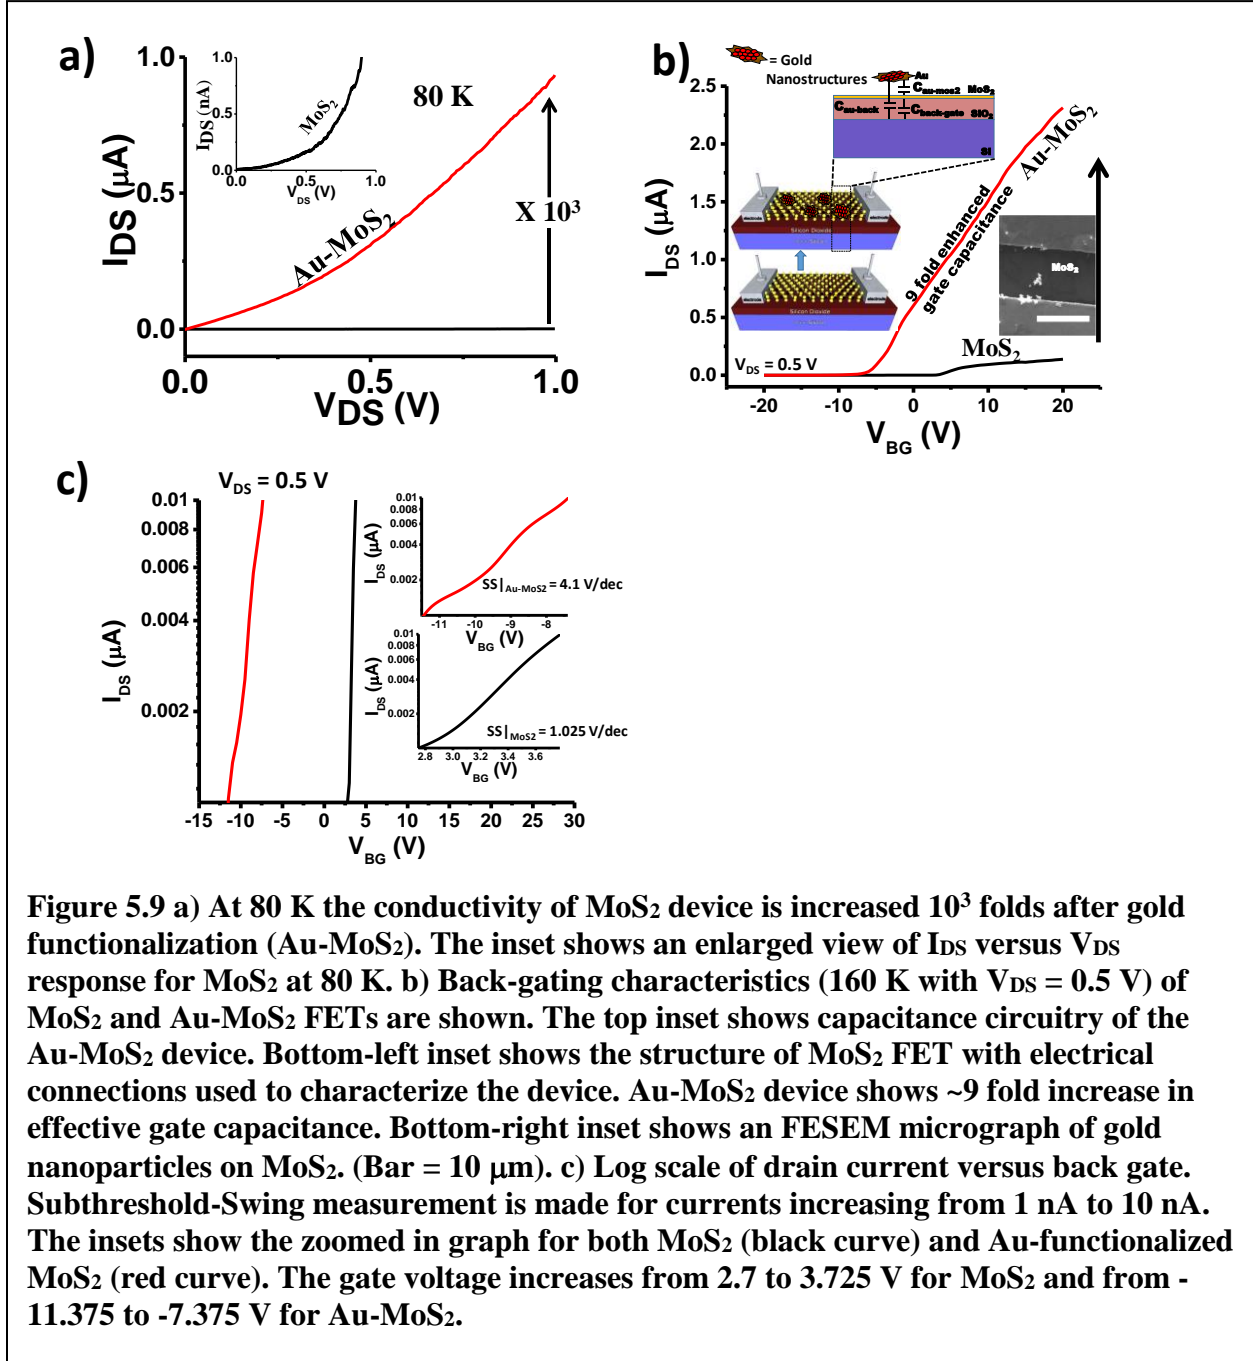 a)
1.0
0.5
0.0
I_DS (μA)
0.0
0.5
1.0
V_DS (V)
80 K
X 10³
Au-MoS₂
1.0
0.5
0.0
I_DS (nA)
MoS₂
0.0
0.5
1.0
V_DS (V)
b)
= Gold
Nanostructures
Au
C_au-mos2
MoS₂
C_au-back
C_back-gate
SIO₂
SI
2.5
2.0
1.5
1.0
0.5
0.0
I_DS (μA)
Au-MoS₂
9 fold enhanced
gate capacitance
electrode
electrode
Silicon Dioxide
electrode
electrode
Silicon Dioxide
MoS₂
MoS₂
V_DS = 0.5 V
-20
-10
0
10
20
V_BG (V)
c)
V_DS = 0.5 V
0.01
0.008
0.006
0.004
0.002
I_DS (μA)
-15
-10
-5
0
5
10
15
20
25
30
V_BG (V)
0.01
0.008
0.004
0.002
I_DS (μA)
SS|_Au-MoS2 = 4.1 V/dec
-11
-10
-9
-8
V_BG (V)
0.01
0.008
0.006
0.004
0.002
I_DS (μA)
SS|_MoS2 = 1.025 V/dec
2.8
3.0
3.2
3.4
3.6
V_BG (V)
Figure 5.9 a) At 80 K the conductivity of MoS₂ device is increased 10³ folds after gold
functionalization (Au-MoS₂). The inset shows an enlarged view of I_DS versus V_DS
response for MoS₂ at 80 K. b) Back-gating characteristics (160 K with V_DS = 0.5 V) of
MoS₂ and Au-MoS₂ FETs are shown. The top inset shows capacitance circuitry of the
Au-MoS₂ device. Bottom-left inset shows the structure of MoS₂ FET with electrical
connections used to characterize the device. Au-MoS₂ device shows ~9 fold increase in
effective gate capacitance. Bottom-right inset shows an FESEM micrograph of gold
nanoparticles on MoS₂. (Bar = 10 μm). c) Log scale of drain current versus back gate.
Subthreshold-Swing measurement is made for currents increasing from 1 nA to 10 nA.
The insets show the zoomed in graph for both MoS₂ (black curve) and Au-functionalized
MoS₂ (red curve). The gate voltage increases from 2.7 to 3.725 V for MoS₂ and from -
11.375 to -7.375 V for Au-MoS₂.